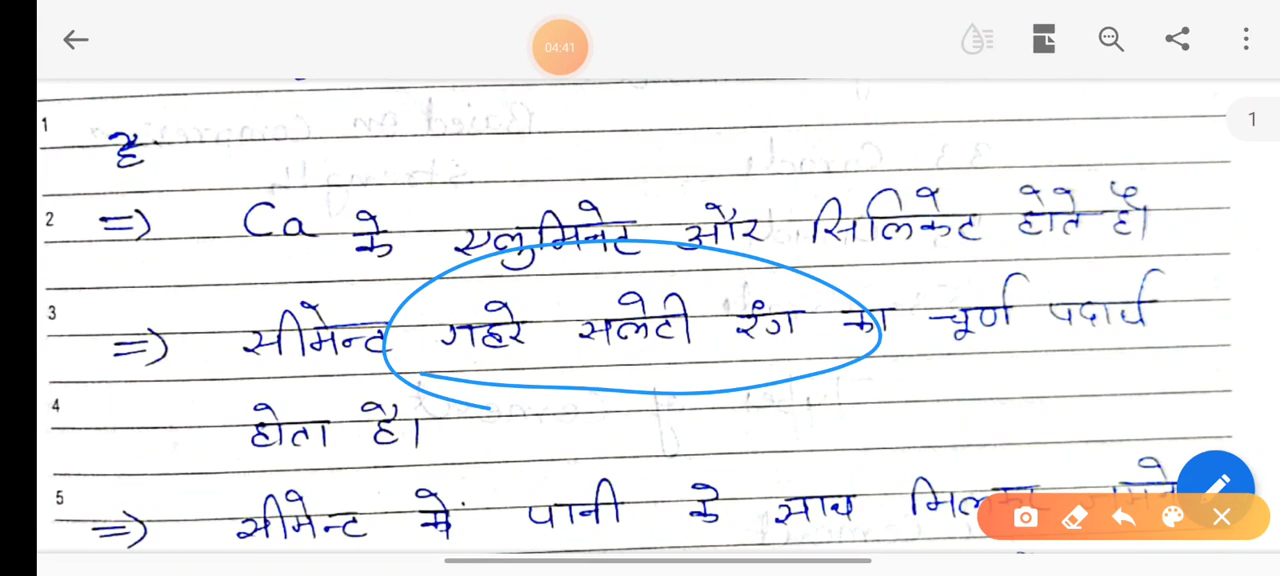 04:41
1
1
है
2
=) Ca के एलुमिनेट और सिलिकेट होते हैं।
3
=) सीमेन्ट गहरे सलेटी रंग का चूर्ण पदार्थ
4
होता है।
5
=) सीमेन्ट में पानी के साथ